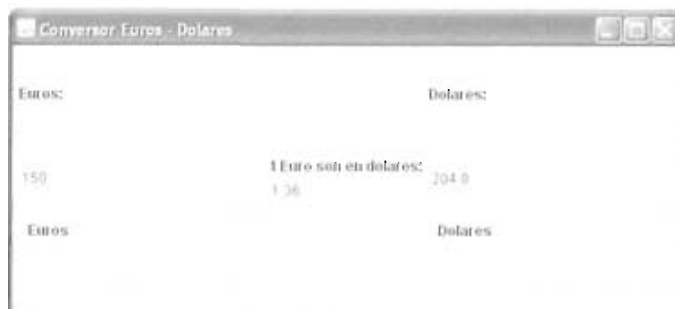 Conversor Euros - Dolares
Euros:
Dolares:
1 Euro son en dolares:
150
1.36
204.0
Euros
Dolares